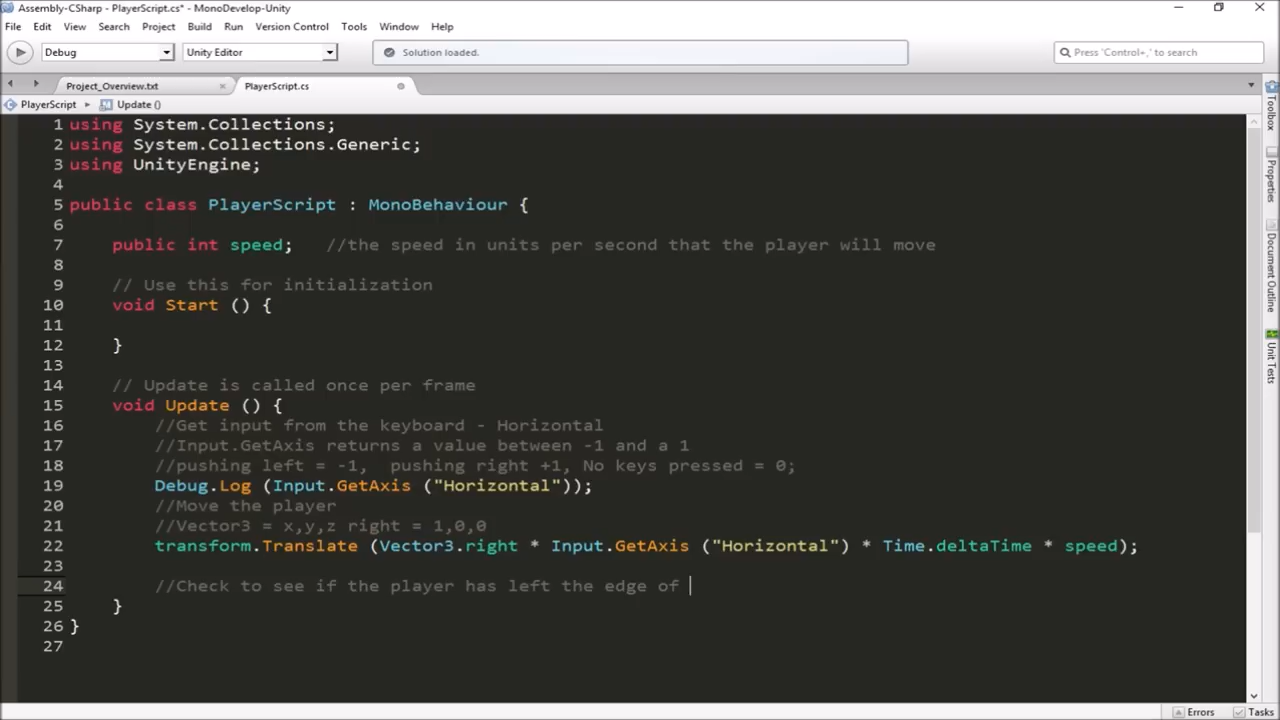 Assembly-CSharp - PlayerScript.cs* - MonoDevelop-Unity
File Edit View Search Project Build Run Version Control Tools Window Help
Debug Unity Editor Solution loaded. Press 'Control+,' to search
Project_Overview.txt PlayerScript.cs
PlayerScript Update ()
1 using System.Collections;
2 using System.Collections.Generic;
3 using UnityEngine;
4
5 public class PlayerScript : MonoBehaviour {
6
7 public int speed; //the speed in units per second that the player will move
8
9 // Use this for initialization
10 void Start () {
11
12 }
13
14 // Update is called once per frame
15 void Update () {
16 //Get input from the keyboard - Horizontal
17 //Input.GetAxis returns a value between -1 and a 1
18 //pushing left = -1, pushing right +1, No keys pressed = 0;
19 Debug.Log (Input.GetAxis ("Horizontal"));
20 //Move the player
21 //Vector3 = x,y,z right = 1,0,0
22 transform.Translate (Vector3.right * Input.GetAxis ("Horizontal") * Time.deltaTime * speed);
23
24 //Check to see if the player has left the edge of
25 }
26 }
27
Toolbox
Properties
Document Outline
Unit Tests
Errors Tasks